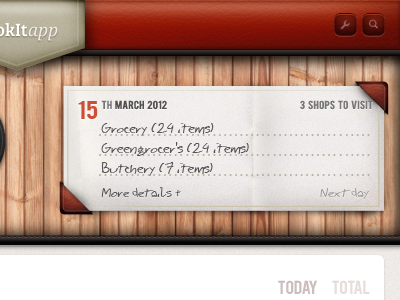 okItapp
15 TH MARCH 2012 3 SHOPS TO VISIT
Grocery (24 items)
Greengrocer's (24 items)
Butchery (7 items)
More details + Next day
TODAY TOTAL